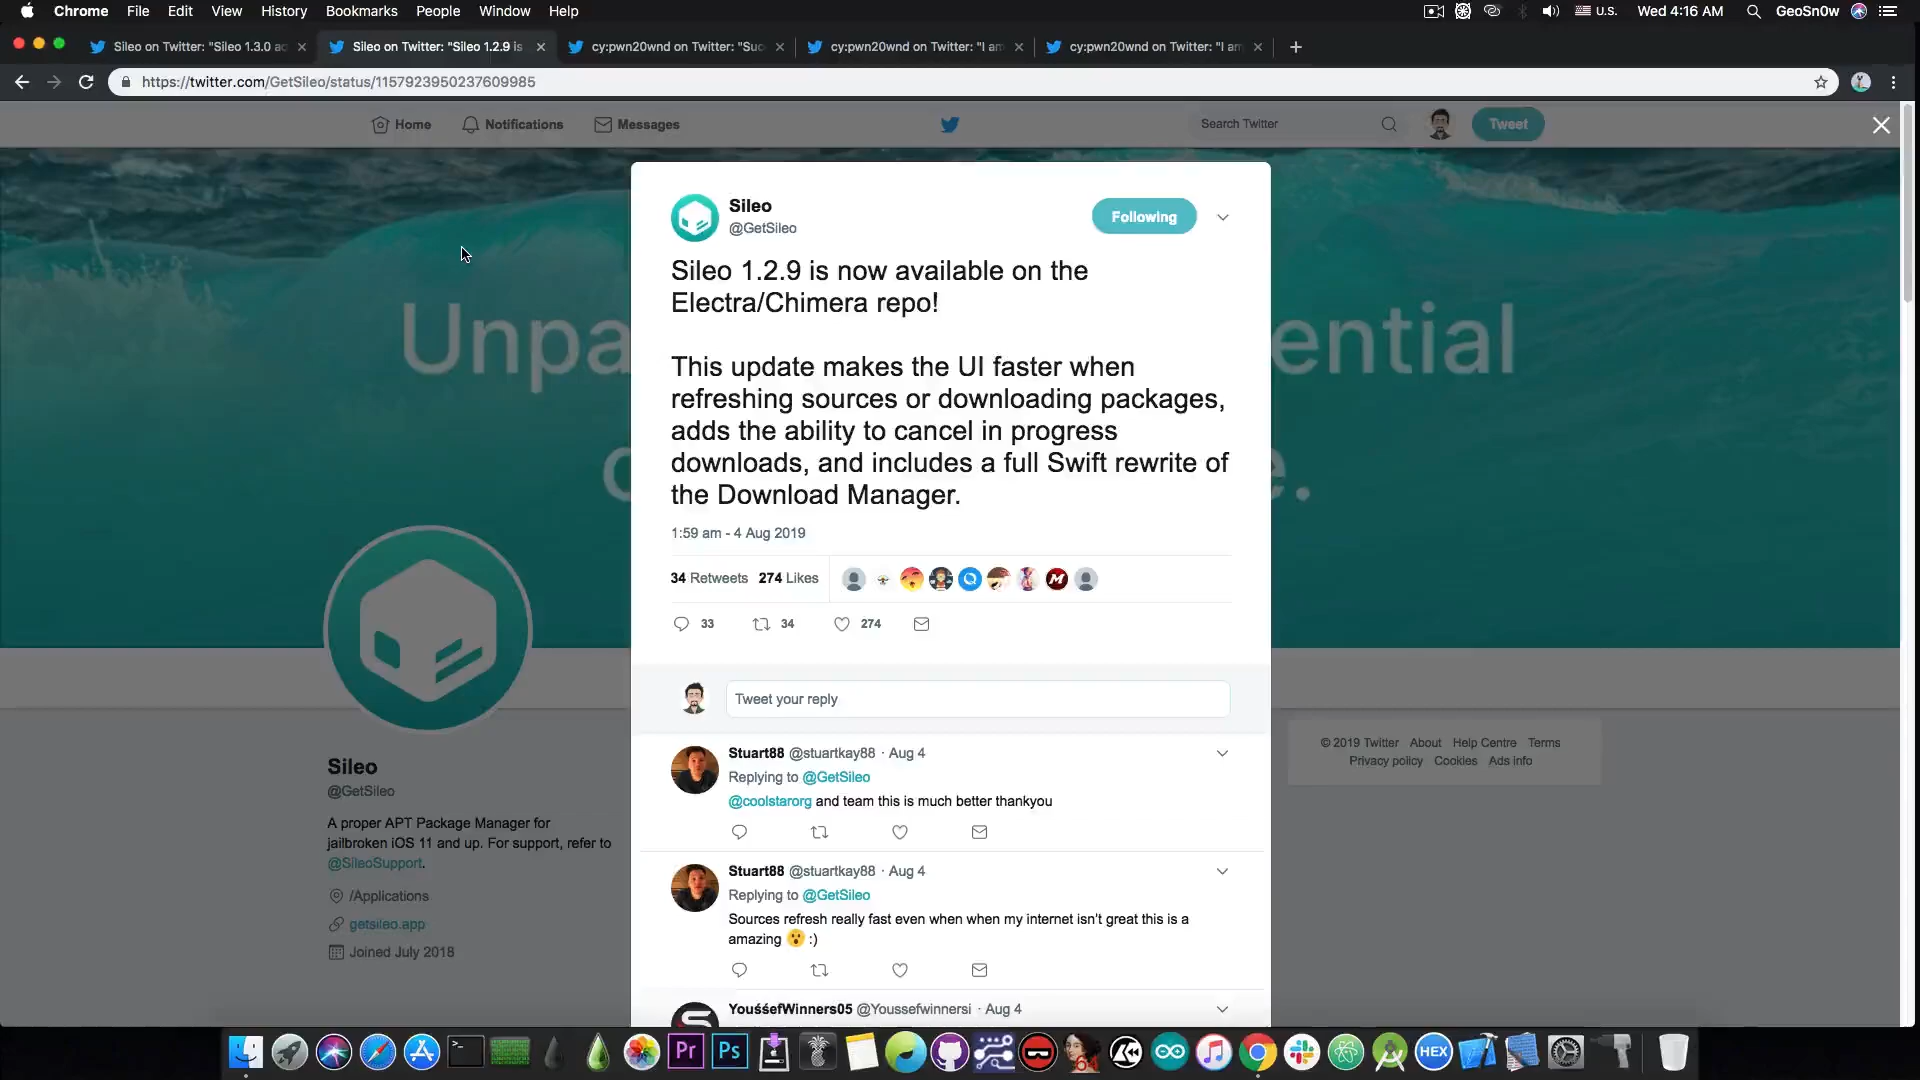 Chrome File Edit View History Bookmarks People Window Help
U.S. Wed 4:16 AM GeoSn0w
Sileo on Twitter: "Sileo 1.3.0 ac
Sileo on Twitter: "Sileo 1.2.9 is
cy:pwn20wnd on Twitter: "Suc
cy:pwn20wnd on Twitter: "I am
cy:pwn20wnd on Twitter: "I am
https://twitter.com/GetSileo/status/1157923950237609985
Home Notifications Messages
Search Twitter
Tweet
Unpa
ential
Sileo
@GetSileo
Following
Sileo 1.2.9 is now available on the
Electra/Chimera repo!
This update makes the UI faster when
refreshing sources or downloading packages,
adds the ability to cancel in progress
downloads, and includes a full Swift rewrite of
the Download Manager.
1:59 am - 4 Aug 2019
34 Retweets 274 Likes
33 34 274
Tweet your reply
Stuart88 @stuartkay88 · Aug 4
Replying to @GetSileo
@coolstarorg and team this is much better thankyou
Stuart88 @stuartkay88 · Aug 4
Replying to @GetSileo
Sources refresh really fast even when when my internet isn't great this is a
amazing 😮 :)
YouśśefWinners05 @Youssefwinnersi · Aug 4
Sileo
@GetSileo
A proper APT Package Manager for
jailbroken iOS 11 and up. For support, refer to
@SileoSupport.
/Applications
getsileo.app
Joined July 2018
© 2019 Twitter About Help Centre Terms
Privacy policy Cookies Ads info
Pr Ps 64 HEX